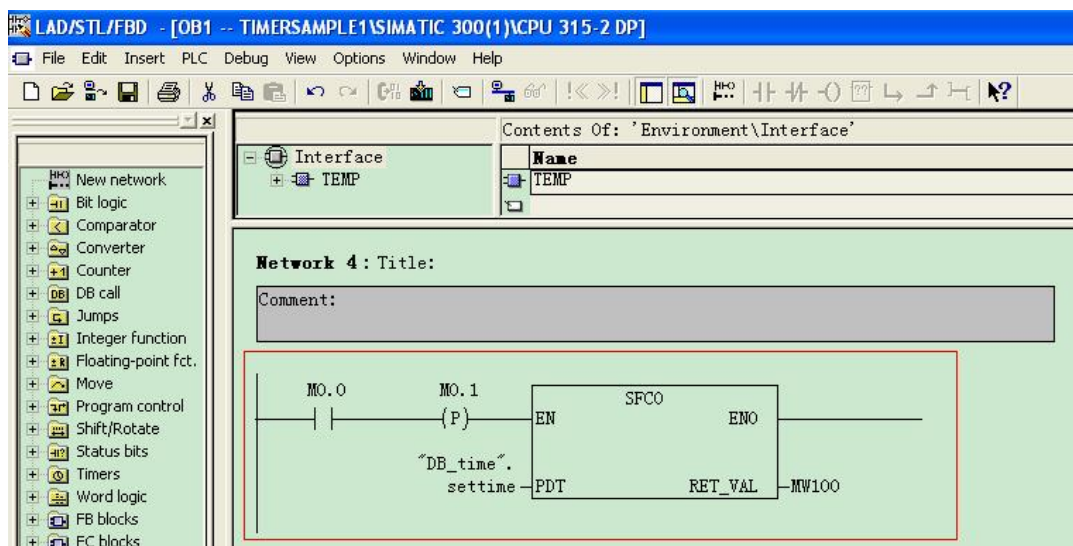 LAD/STL/FBD - [OB1 -- TIMERSAMPLE1\SIMATIC 300(1)\CPU 315-2 DP]
File Edit Insert PLC Debug View Options Window Help
Contents Of: 'Environment\Interface'
Interface
TEMP
Name
TEMP
New network
Bit logic
Comparator
Converter
Counter
DB call
Jumps
Integer function
Floating-point fct.
Move
Program control
Shift/Rotate
Status bits
Timers
Word logic
FB blocks
FC blocks
Network 4 : Title:
Comment:
M0.0 M0.1 SFC0
(P) EN ENO
"DB_time".
settime PDT RET_VAL MW100